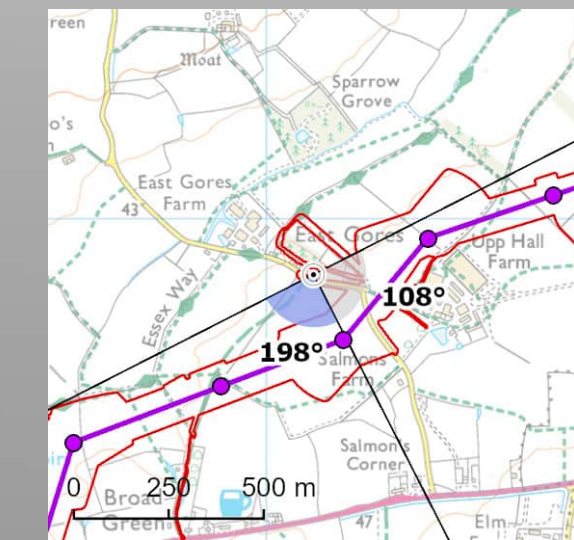 reen
Moat
Sparrow
Grove
o's
East Gores
Farm
43
East Gores
Upp Hall
Farm
Essex Way
108°
198°
Salmons
Farm
Salmon's
Corner
0 250 500 m
Broad
Green
47
Elm